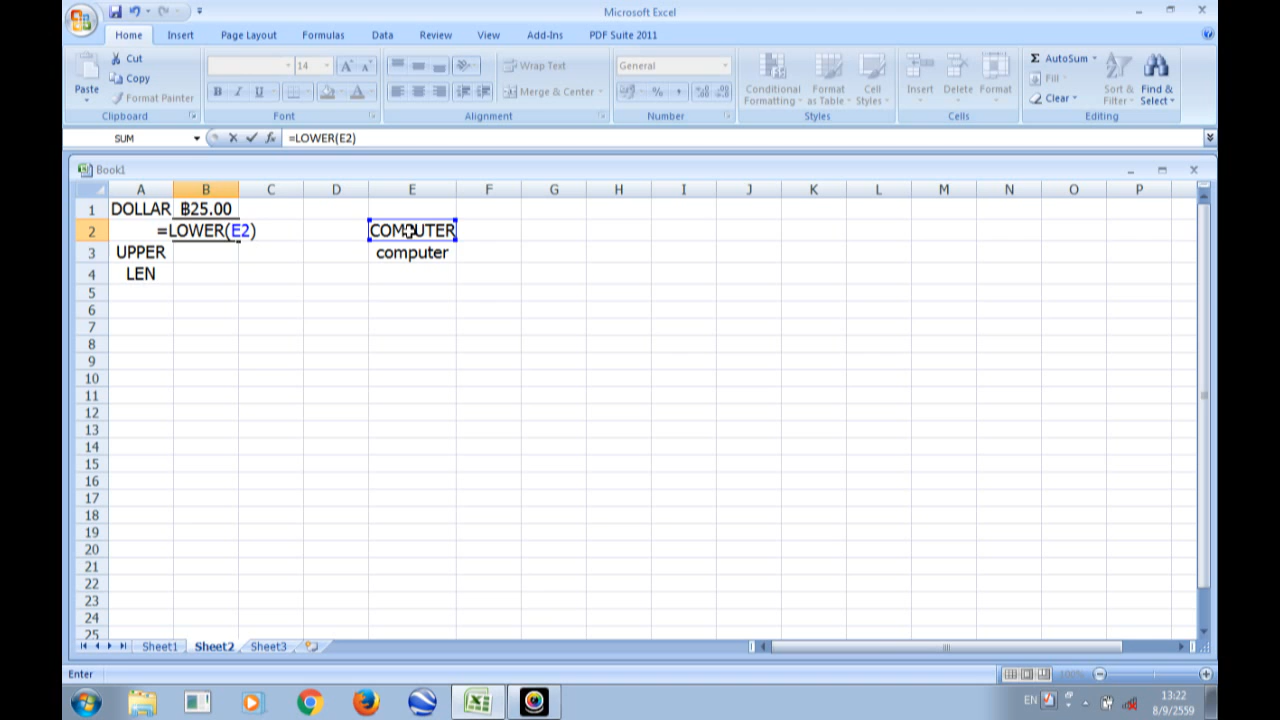 Microsoft Excel
Home Insert Page Layout Formulas Data Review View Add-Ins PDF Suite 2011
Paste
Cut
Copy
Format Painter
Clipboard
14
A A
B I U
A
Font
Wrap Text
Merge & Center
Alignment
General
%
Number
Conditional Formatting
Format as Table
Cell Styles
Styles
Insert Delete Format
Cells
AutoSum
Fill
Clear
Sort & Filter
Find & Select
Editing
SUM fx =LOWER(E2)
Book1
A B C D E F G H I J K L M N O P
1 DOLLAR ฿25.00
2 =LOWER(E2) COMPUTER
3 UPPER computer
4 LEN
5
6
7
8
9
10
11
12
13
14
15
16
17
18
19
20
21
22
23
24
25
Sheet1 Sheet2 Sheet3
Enter 100%
EN 13:22
8/9/2559